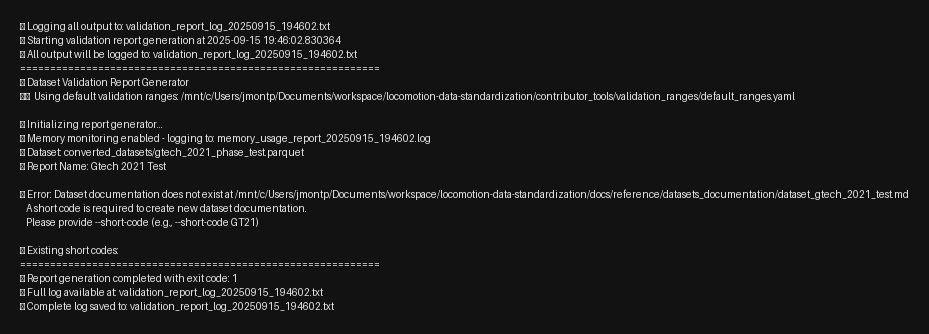 Logging all output to: validation_report_log_20250915_194602.txt
Starting validation report generation at 2025-09-15 19:46:02.830364
All output will be logged to: validation_report_log_20250915_194602.txt
============================================================
Dataset Validation Report Generator
Using default validation ranges: /mnt/c/Users/jmontp/Documents/workspace/locomotion-data-standardization/contributor_tools/validation_ranges/default_ranges.yaml
Initializing report generator...
Memory monitoring enabled - logging to: memory_usage_report_20250915_194602.log
Dataset: converted_datasets/gtech_2021_phase_test.parquet
Report Name: Gtech 2021 Test
Error: Dataset documentation does not exist at /mnt/c/Users/jmontp/Documents/workspace/locomotion-data-standardization/docs/reference/datasets_documentation/dataset_gtech_2021_test.md
A short code is required to create new dataset documentation.
Please provide --short-code (e.g., --short-code GT21)
Existing short codes:
============================================================
Report generation completed with exit code: 1
Full log available at: validation_report_log_20250915_194602.txt
Complete log saved to: validation_report_log_20250915_194602.txt